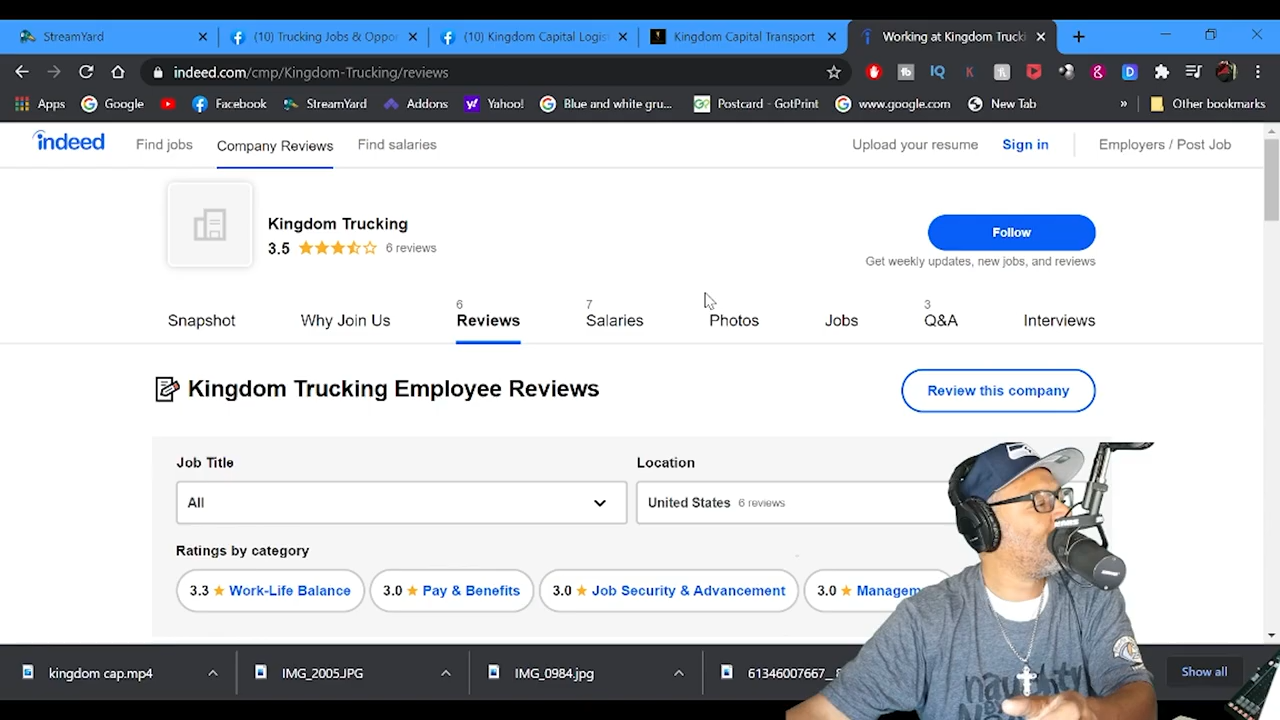 StreamYard
(10) Trucking Jobs & Oppor
(10) Kingdom Capital Logis
Kingdom Capital Transport
Working at Kingdom Trucki
indeed.com/cmp/Kingdom-Trucking/reviews
Apps Google Facebook StreamYard Addons Yahoo! Blue and white gru... Postcard - GotPrint www.google.com New Tab » Other bookmarks
indeed Find jobs Company Reviews Find salaries Upload your resume Sign in Employers / Post Job
Kingdom Trucking
3.5 6 reviews
Follow
Get weekly updates, new jobs, and reviews
Snapshot
Why Join Us
6
Reviews
7
Salaries
Photos
Jobs
3
Q&A
Interviews
Kingdom Trucking Employee Reviews
Review this company
Job Title
All
Location
United States 6 reviews
Ratings by category
3.3 ★ Work-Life Balance
3.0 ★ Pay & Benefits
3.0 ★ Job Security & Advancement
3.0 ★ Managem
kingdom cap.mp4
IMG_2005.JPG
IMG_0984.jpg
61346007667_
Show all
naughty